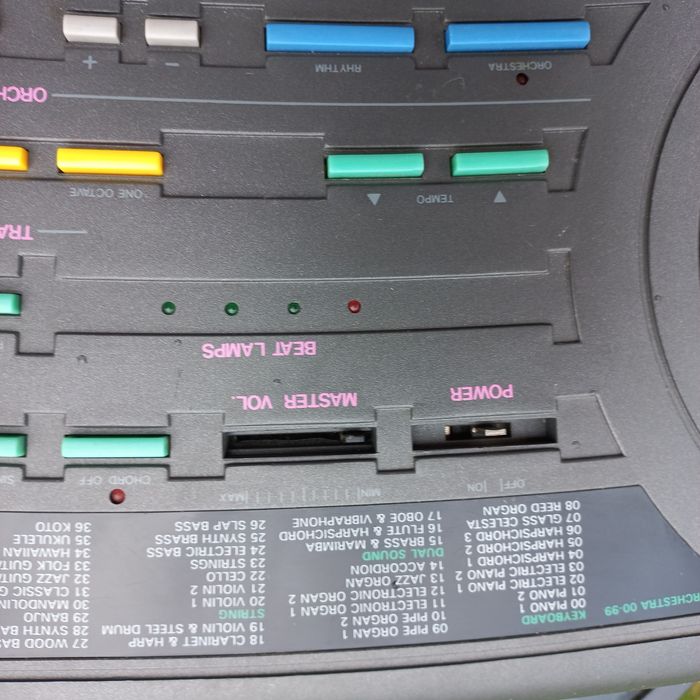 RCHESTRA 00-99
KEYBOARD
00 PIANO 1
01 PIANO 2
02 ELECTRIC PIANO 1
03 ELECTRIC PIANO 2
04 HARPSICHORD 1
05 HARPSICHORD 2
06 HARPSICHORD 3
07 GLASS CELESTA
08 REED ORGAN
09 PIPE ORGAN 1
10 PIPE ORGAN 2
11 ELECTRONIC ORGAN 1
12 ELECTRONIC ORGAN 2
13 JAZZ ORGAN
14 ACCORDION
DUAL SOUND
15 BRASS & MARIMBA
16 FLUTE & HARPSICHORD
17 OBOE & VIBRAPHONE
18 CLARINET & HARP
19 VIOLIN & STEEL DRUM
STRING
20 VIOLIN 1
21 VIOLIN 2
22 CELLO
23 STRINGS
24 ELECTRIC BASS
25 SYNTH BRASS
26 SLAP BASS
27 WOOD BA
28 SYNTH BA
29 BANJO
30 MANDOLIN
31 CLASSIC G
32 JAZZ GUITA
33 FOLK GUITA
34 HAWAIIAN
35 UKULELE
36 KOTO
OFF ON
MIN MAX
CHORD OFF
POWER
MASTER VOL.
BEAT LAMPS
TRA
TEMPO
ONE OCTAVE
ORCH
ORCHESTRA
RHYTHM
− +